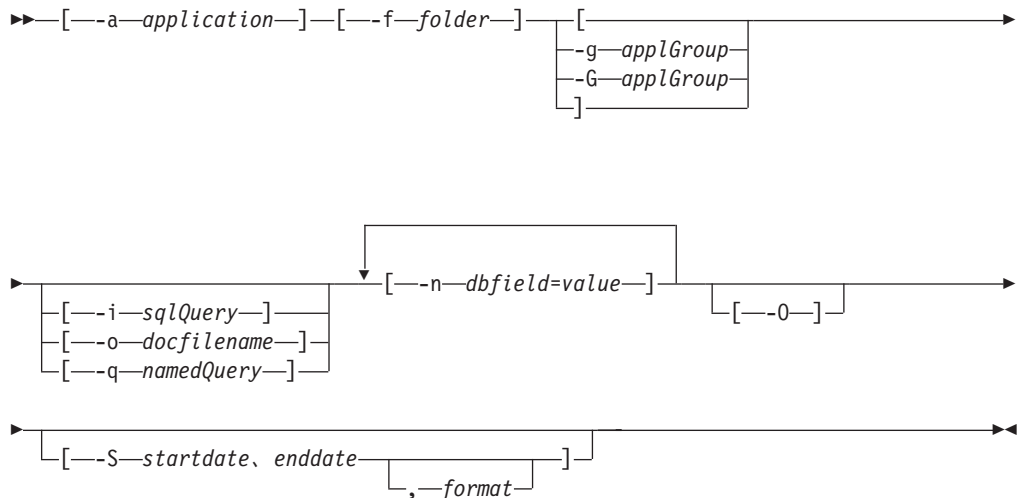 [ -a application ] [ -f folder ] [
-g applGroup
-G applGroup
]
[ -n dbfield=value ]
[ -i sqlQuery ] [ -O ]
[ -o docfilename ]
[ -q namedQuery ]
[ -S startdate、enddate ]
, format